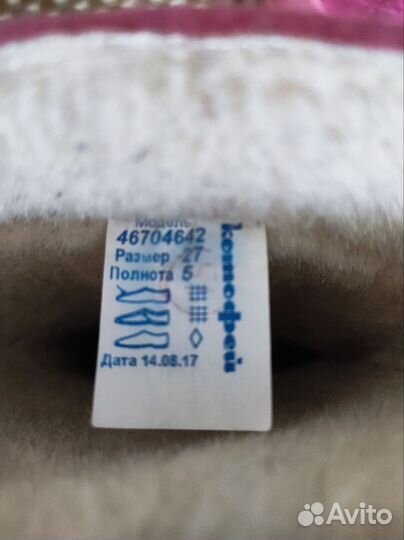 Модель
46704642
Размер 27
Полнота 5
Дата 14.08.17
котофей
Avito